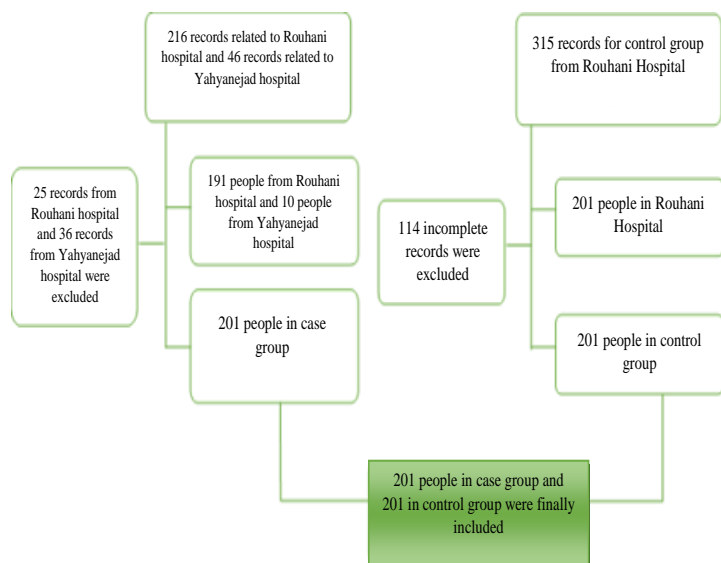 216 records related to Rouhani
hospital and 46 records related to
Yahyanejad hospital
315 records for control group
from Rouhani Hospital
25 records from
Rouhani hospital
and 36 records
from Yahyanejad
hospital were
excluded
191 people from Rouhani
hospital and 10 people
from Yahyanejad
hospital
114 incomplete
records were
excluded
201 people in Rouhani
Hospital
201 people in case
group
201 people in control
group
201 people in case group and
201 in control group were finally
included